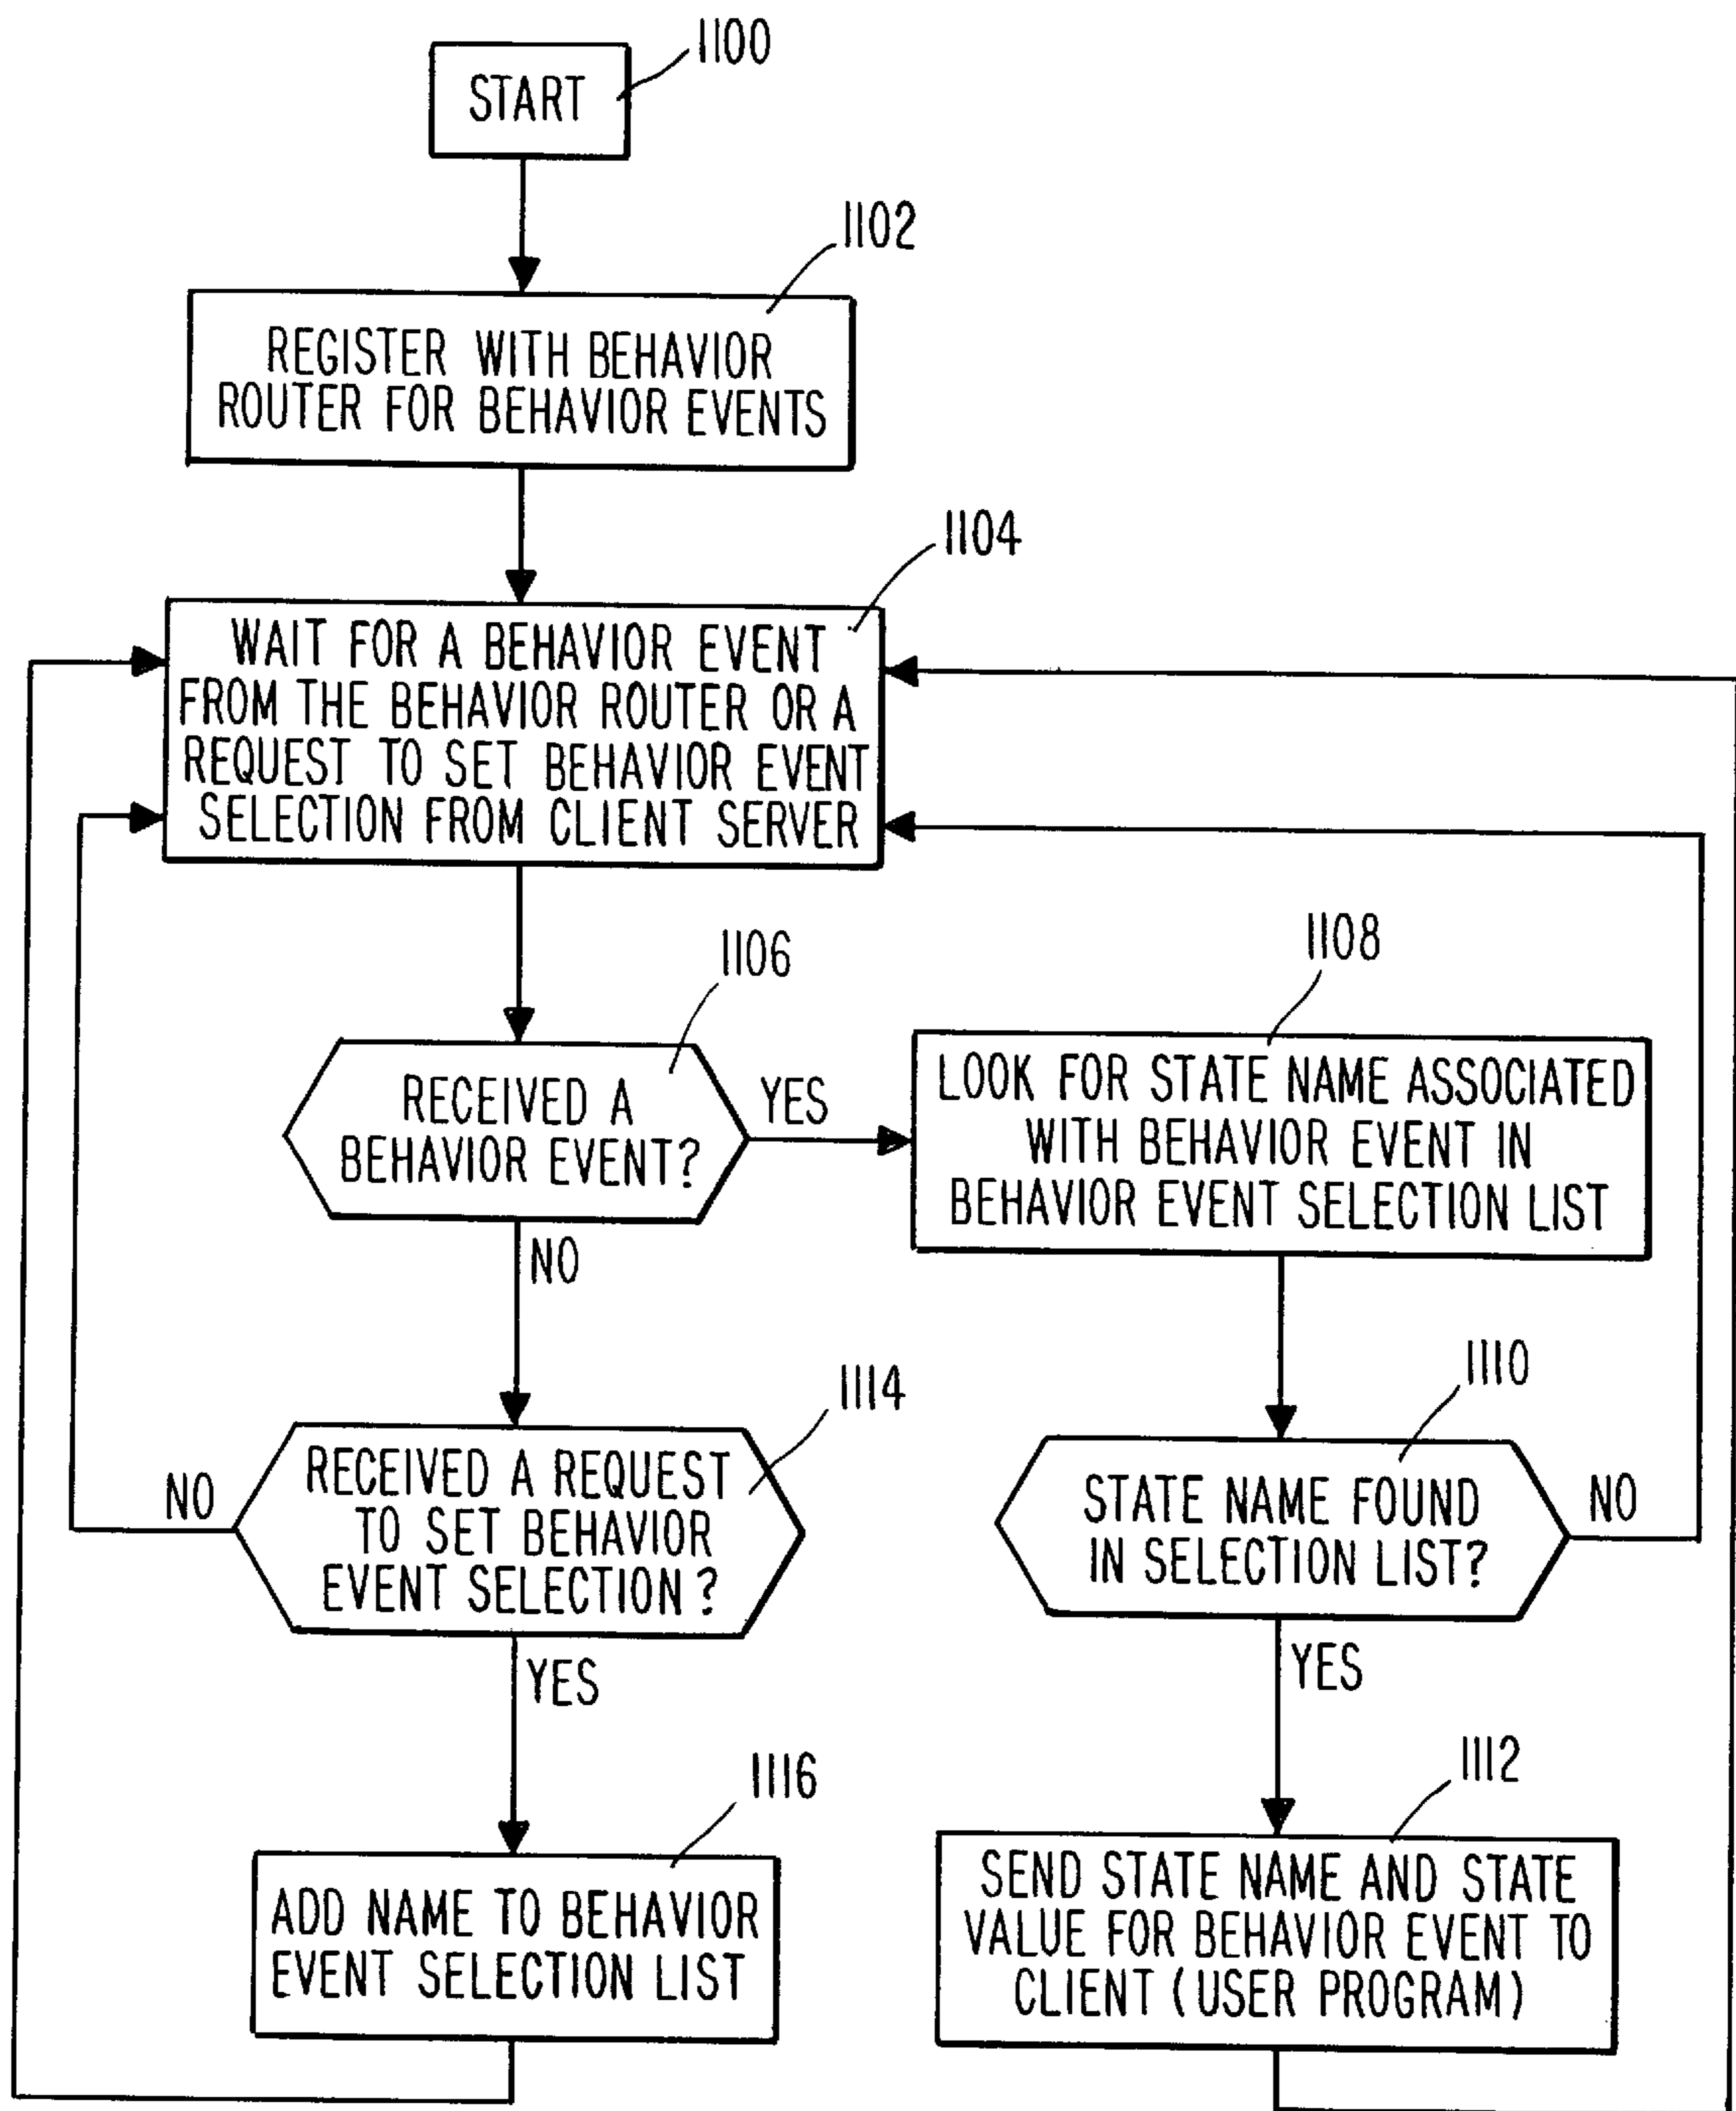 1100
START
1102
REGISTER WITH BEHAVIOR
ROUTER FOR BEHAVIOR EVENTS
1104
WAIT FOR A BEHAVIOR EVENT
FROM THE BEHAVIOR ROUTER OR A
REQUEST TO SET BEHAVIOR EVENT
SELECTION FROM CLIENT SERVER
1106
RECEIVED A
BEHAVIOR EVENT?
YES
NO
1108
LOOK FOR STATE NAME ASSOCIATED
WITH BEHAVIOR EVENT IN
BEHAVIOR EVENT SELECTION LIST
1110
STATE NAME FOUND
IN SELECTION LIST?
NO
YES
1114
RECEIVED A REQUEST
TO SET BEHAVIOR
EVENT SELECTION?
NO
YES
1116
ADD NAME TO BEHAVIOR
EVENT SELECTION LIST
1112
SEND STATE NAME AND STATE
VALUE FOR BEHAVIOR EVENT TO
CLIENT (USER PROGRAM)